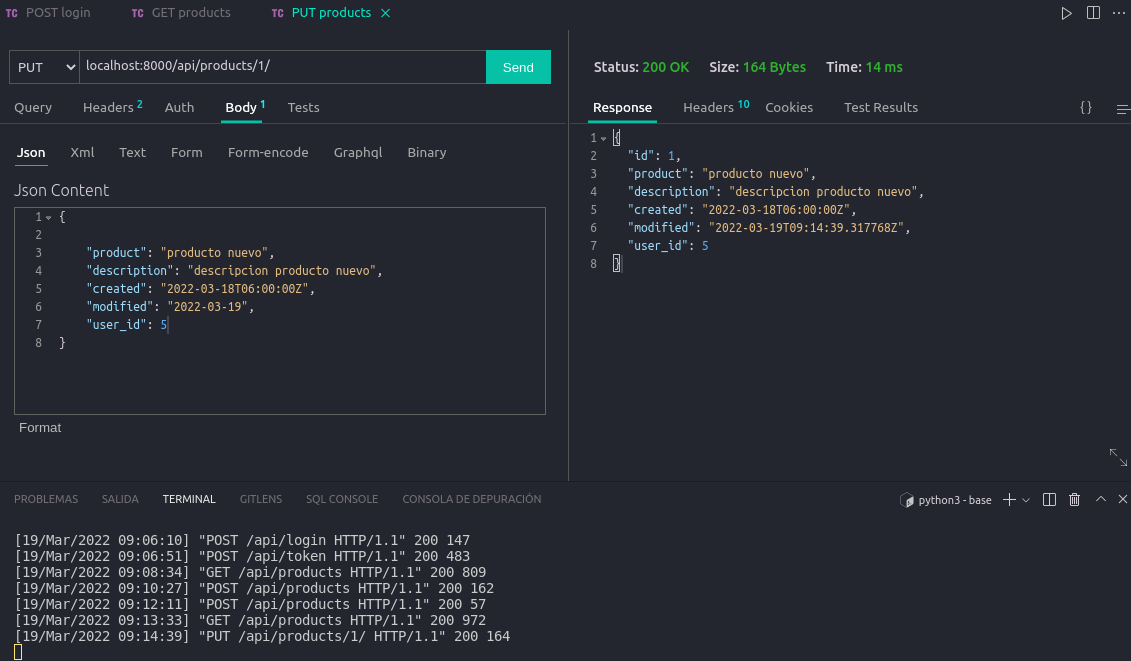 TC POST login TC GET products TC PUT products ×
PUT localhost:8000/api/products/1/ Send
Query Headers 2 Auth Body 1 Tests
Json Xml Text Form Form-encode Graphql Binary
Json Content
1 {
2
3 "product": "producto nuevo",
4 "description": "descripcion producto nuevo",
5 "created": "2022-03-18T06:00:00Z",
6 "modified": "2022-03-19",
7 "user_id": 5
8 }
Format
Status: 200 OK Size: 164 Bytes Time: 14 ms
Response Headers 10 Cookies Test Results {}
1 {
2 "id": 1,
3 "product": "producto nuevo",
4 "description": "descripcion producto nuevo",
5 "created": "2022-03-18T06:00:00Z",
6 "modified": "2022-03-19T09:14:39.317768Z",
7 "user_id": 5
8 }
PROBLEMAS SALIDA TERMINAL GITLENS SQL CONSOLE CONSOLA DE DEPURACIÓN python3 - base
[19/Mar/2022 09:06:10] "POST /api/login HTTP/1.1" 200 147
[19/Mar/2022 09:06:51] "POST /api/token HTTP/1.1" 200 483
[19/Mar/2022 09:08:34] "GET /api/products HTTP/1.1" 200 809
[19/Mar/2022 09:10:27] "POST /api/products HTTP/1.1" 200 162
[19/Mar/2022 09:12:11] "POST /api/products HTTP/1.1" 200 57
[19/Mar/2022 09:13:33] "GET /api/products HTTP/1.1" 200 972
[19/Mar/2022 09:14:39] "PUT /api/products/1/ HTTP/1.1" 200 164